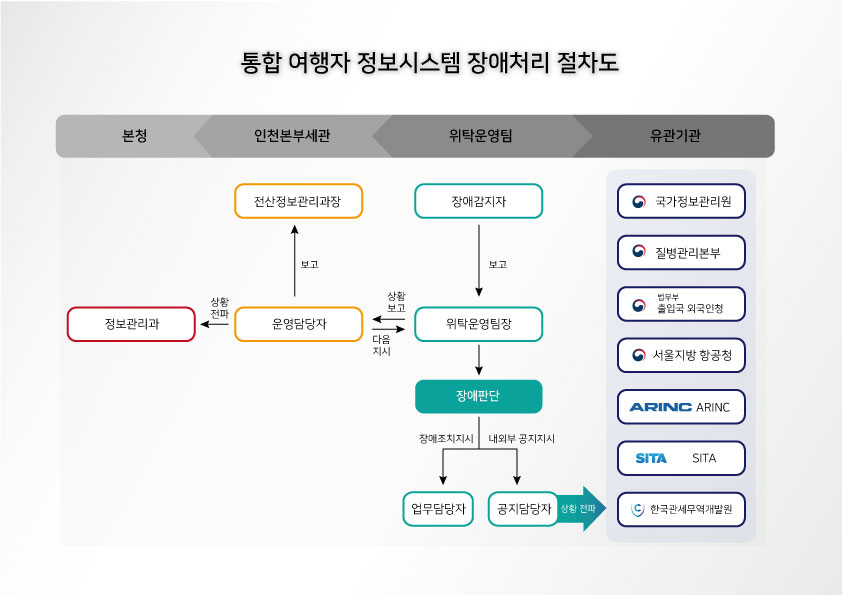 통합 여행자 정보시스템 장애처리 절차도
본청
인천본부세관
위탁운영팀
유관기관
전산정보관리과장
장애감지자
국가정보관리원
보고
보고
질병관리본부
상황
전파
상황
보고
법무부
출입국 외국인청
정보관리과
운영담당자
위탁운영팀장
다음
지시
서울지방 항공청
장애판단
ARINC ARINC
장애조치지시
내외부 공지지시
SITA SITA
업무담당자
공지담당자
상황 전파
한국관세무역개발원